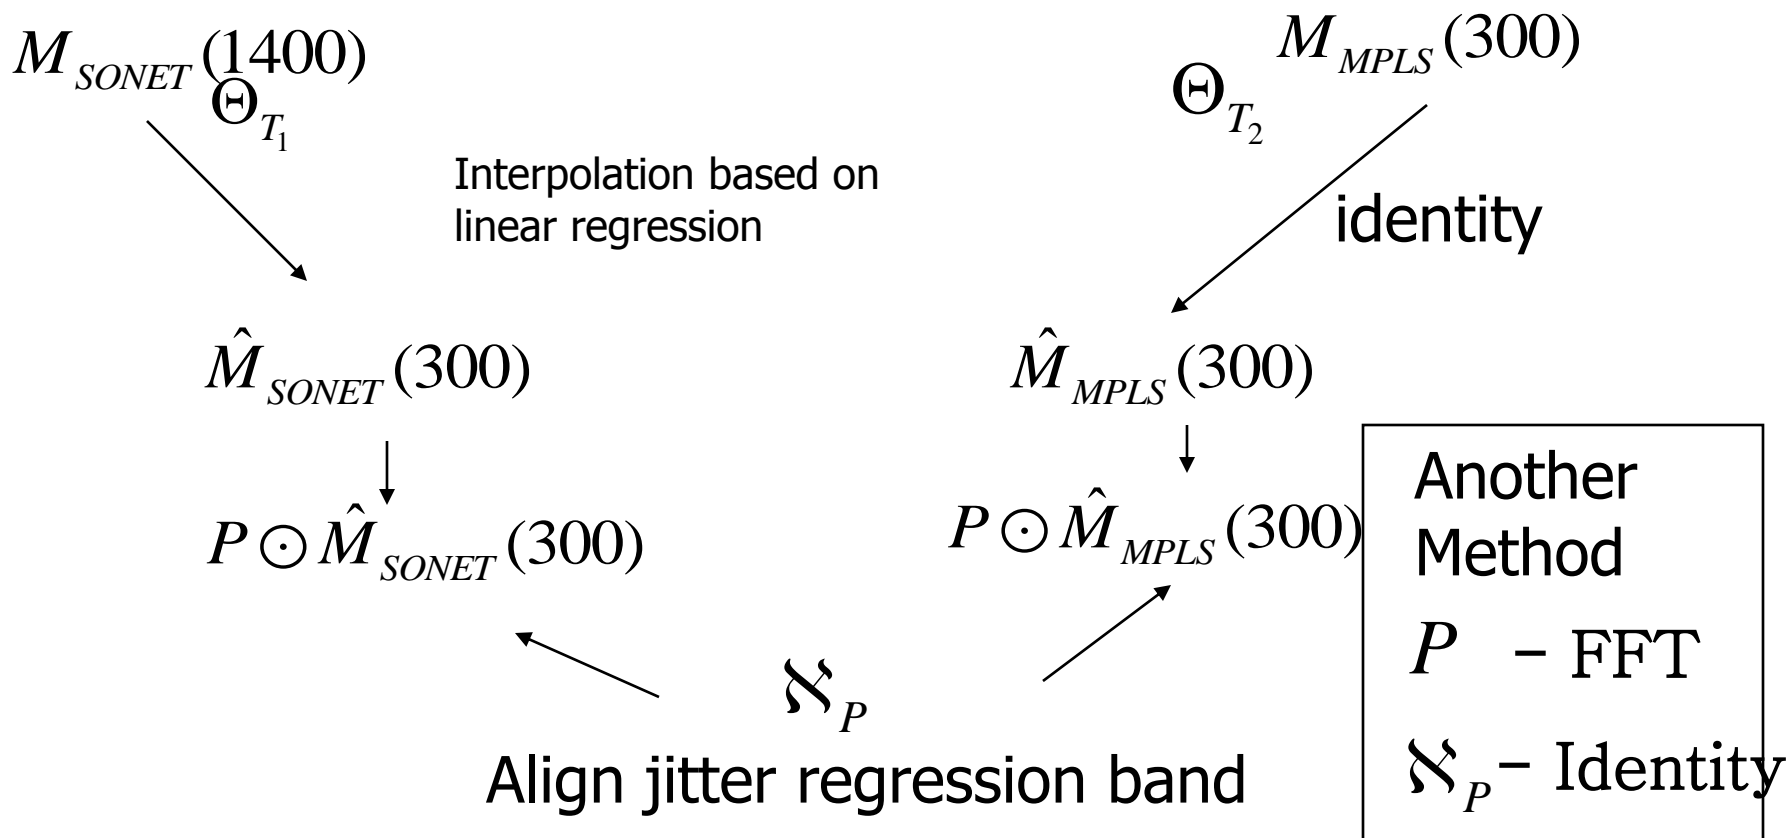 M_SONET (1400)
Θ_T₁
M_MPLS (300)
Θ_T₂
Interpolation based on
linear regression
identity
M̂_SONET (300)
M̂_MPLS (300)
P ⊙ M̂_SONET (300)
P ⊙ M̂_MPLS (300)
ℵ_P
Align jitter regression band
Another
Method
P – FFT
ℵ_P – Identity